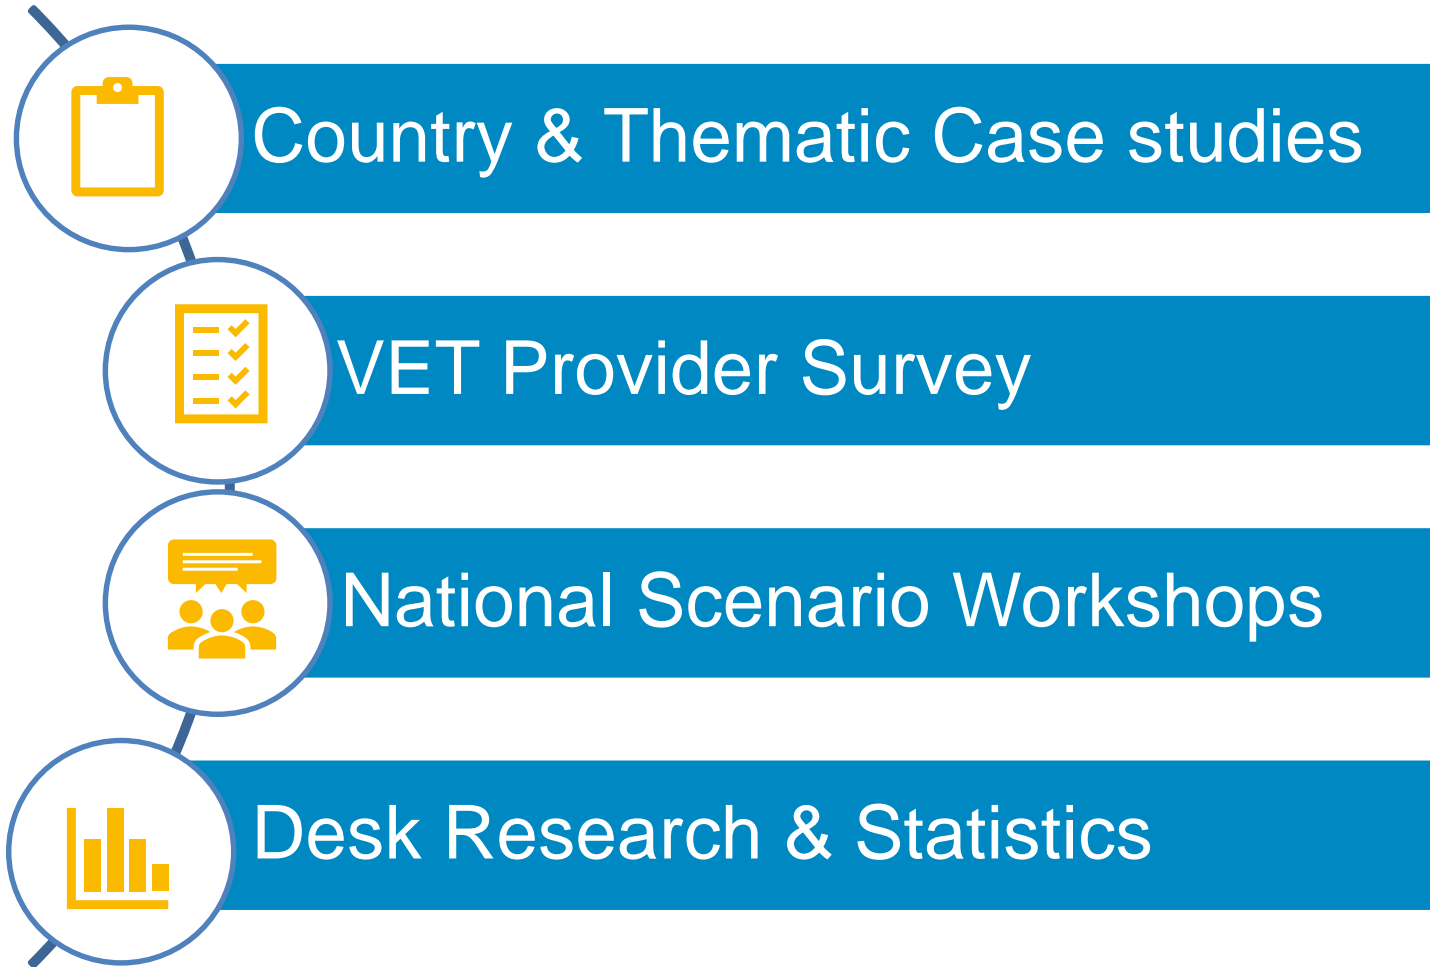 Country & Thematic Case studies
VET Provider Survey
National Scenario Workshops
Desk Research & Statistics